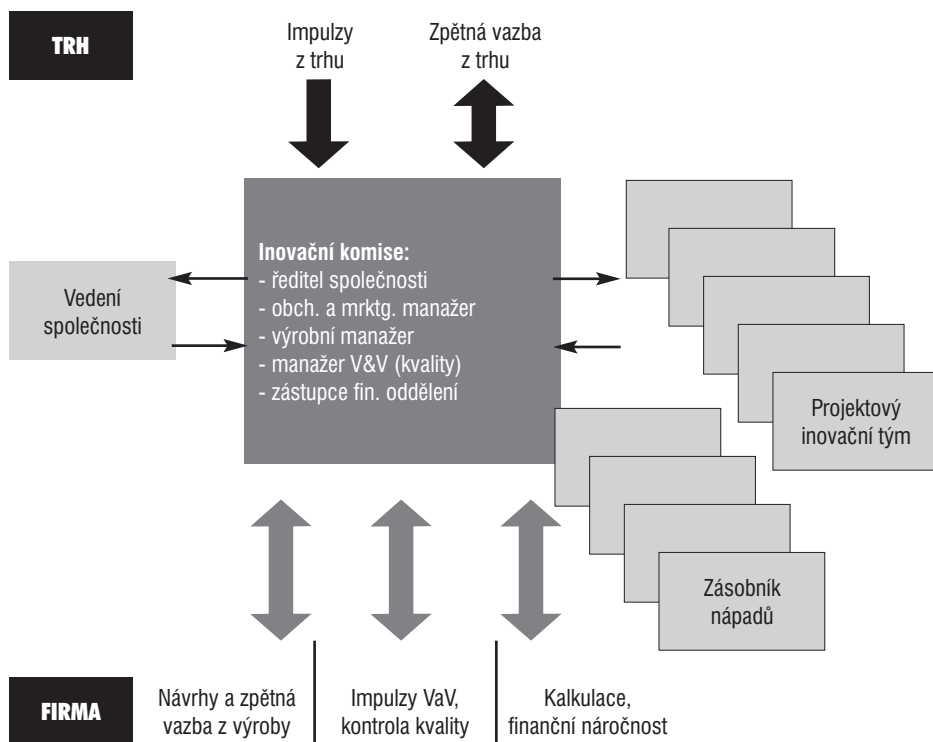 TRH
Impulzy
z trhu
Zpětná vazba
z trhu
Vedení
společnosti
Inovační komise:
- ředitel společnosti
- obch. a mrktg. manažer
- výrobní manažer
- manažer V&V (kvality)
- zástupce fin. oddělení
Projektový
inovační tým
Zásobník
nápadů
FIRMA
Návrhy a zpětná
vazba z výroby
Impulzy VaV,
kontrola kvality
Kalkulace,
finanční náročnost